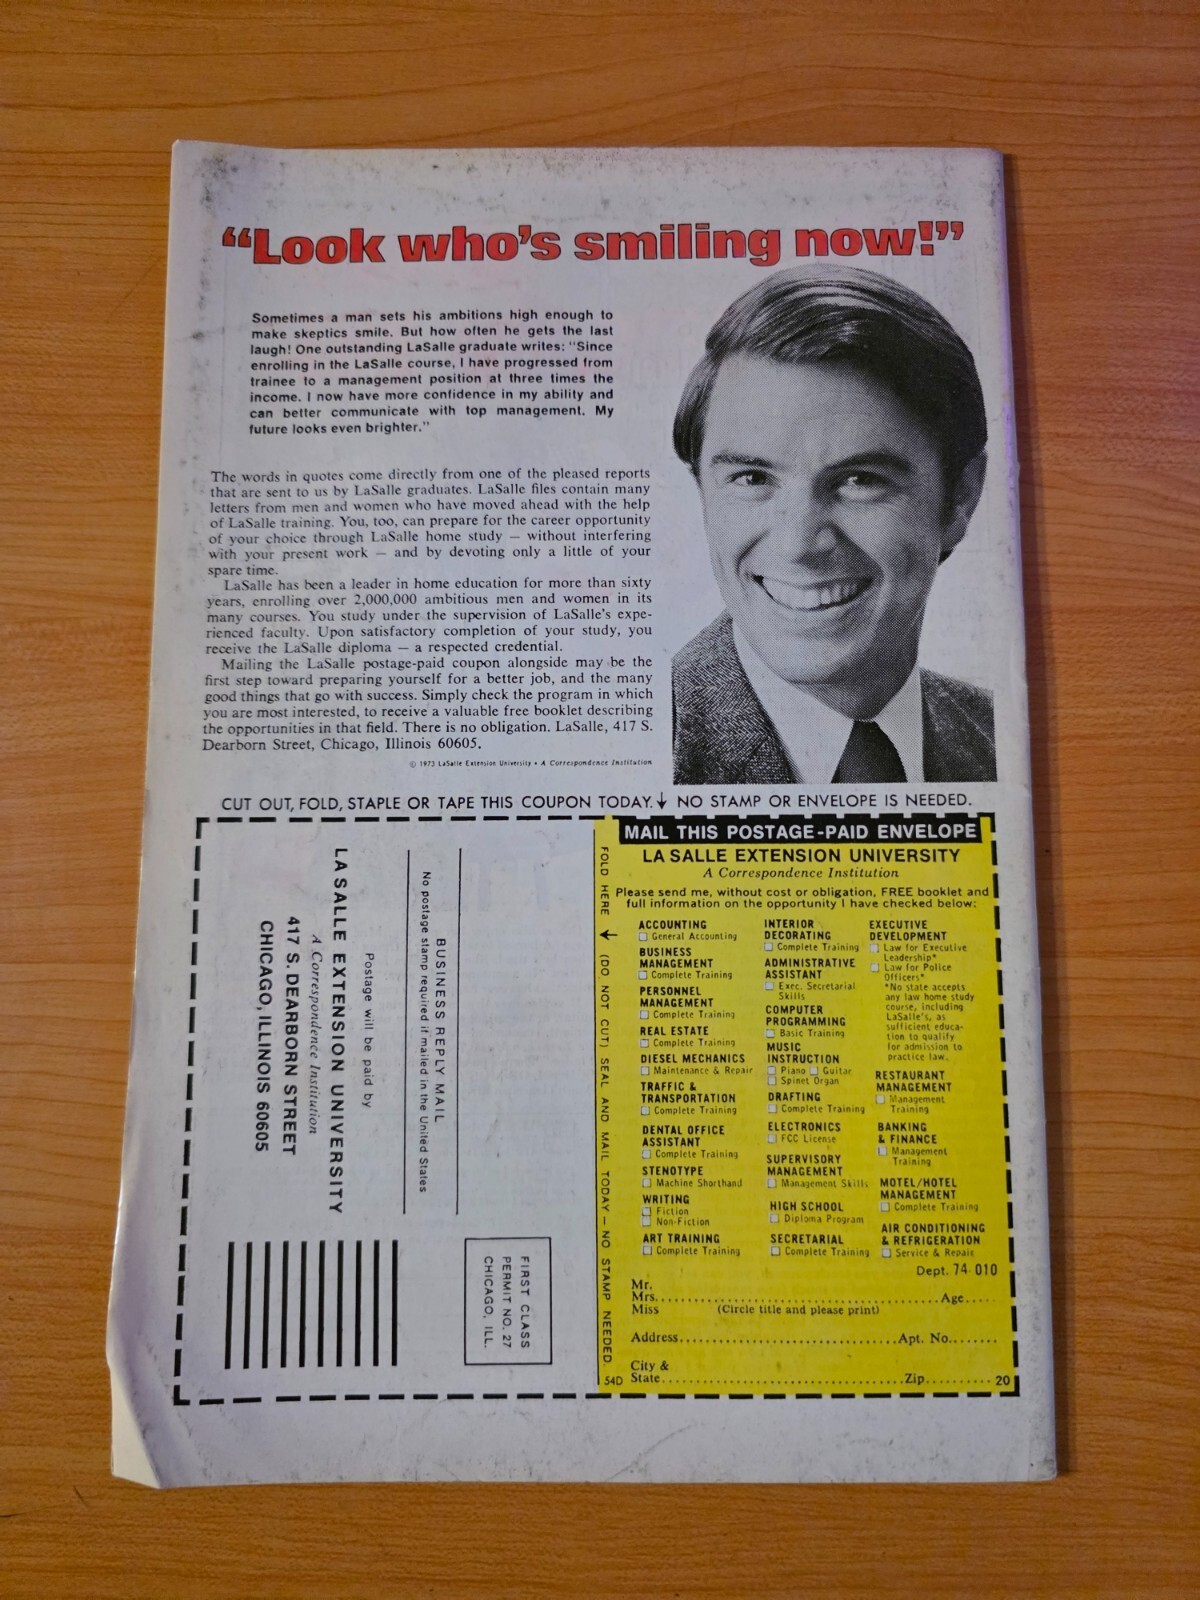 “Look who’s smiling now!”
Sometimes a man sets his ambitions high enough to
make skeptics smile. But how often he gets the last
laugh! One outstanding LaSalle graduate writes: "Since
enrolling in the LaSalle course, I have progressed from
trainee to a management position at three times the
income. I now have more confidence in my ability and
can better communicate with top management. My
future looks even brighter."
The words in quotes come directly from one of the pleased reports
that are sent to us by LaSalle graduates. LaSalle files contain many
letters from men and women who have moved ahead with the help
of LaSalle training. You, too, can prepare for the career opportunity
of your choice through LaSalle home study — without interfering
with your present work — and by devoting only a little of your
spare time.
LaSalle has been a leader in home education for more than sixty
years, enrolling over 2,000,000 ambitious men and women in its
many courses. You study under the supervision of LaSalle's expe-
rienced faculty. Upon satisfactory completion of your study, you
receive the LaSalle diploma — a respected credential.
Mailing the LaSalle postage-paid coupon alongside may be the
first step toward preparing yourself for a better job, and the many
good things that go with success. Simply check the program in which
you are most interested, to receive a valuable free booklet describing
the opportunities in that field. There is no obligation. LaSalle, 417 S.
Dearborn Street, Chicago, Illinois 60605.
© 1973 LaSalle Extension University • A Correspondence Institution
CUT OUT, FOLD, STAPLE OR TAPE THIS COUPON TODAY. ↓ NO STAMP OR ENVELOPE IS NEEDED.
FIRST CLASS
PERMIT NO. 27
CHICAGO, ILL.
BUSINESS REPLY MAIL
No postage stamp required if mailed in the United States
Postage will be paid by
LA SALLE EXTENSION UNIVERSITY
A Correspondence Institution
417 S. DEARBORN STREET
CHICAGO, ILLINOIS 60605
FOLD HERE ← (DO NOT CUT) SEAL AND MAIL TODAY — NO STAMP NEEDED.
54D
MAIL THIS POSTAGE-PAID ENVELOPE
LA SALLE EXTENSION UNIVERSITY
A Correspondence Institution
Please send me, without cost or obligation, FREE booklet and
full information on the opportunity I have checked below:
ACCOUNTING
☐ General Accounting
BUSINESS
MANAGEMENT
☐ Complete Training
PERSONNEL
MANAGEMENT
☐ Complete Training
REAL ESTATE
☐ Complete Training
DIESEL MECHANICS
☐ Maintenance & Repair
TRAFFIC &
TRANSPORTATION
☐ Complete Training
DENTAL OFFICE
ASSISTANT
☐ Complete Training
STENOTYPE
☐ Machine Shorthand
WRITING
☐ Fiction
☐ Non-Fiction
ART TRAINING
☐ Complete Training
INTERIOR
DECORATING
☐ Complete Training
ADMINISTRATIVE
ASSISTANT
☐ Exec. Secretarial
Skills
COMPUTER
PROGRAMMING
☐ Basic Training
MUSIC
INSTRUCTION
☐ Piano ☐ Guitar
☐ Spinet Organ
DRAFTING
☐ Complete Training
ELECTRONICS
☐ FCC License
SUPERVISORY
MANAGEMENT
☐ Management Skills
HIGH SCHOOL
☐ Diploma Program
SECRETARIAL
☐ Complete Training
EXECUTIVE
DEVELOPMENT
☐ Law for Executive
Leadership*
☐ Law for Police
Officers*
*No state accepts
any law home study
course, including
LaSalle's, as
sufficient educa-
tion to qualify
for admission to
practice law.
RESTAURANT
MANAGEMENT
☐ Management
Training
BANKING
& FINANCE
☐ Management
Training
MOTEL/HOTEL
MANAGEMENT
☐ Complete Training
AIR CONDITIONING
& REFRIGERATION
☐ Service & Repair
Dept. 74-010
Mr.
Mrs. Age
Miss (Circle title and please print)
Address Apt. No.
City &
State Zip 20